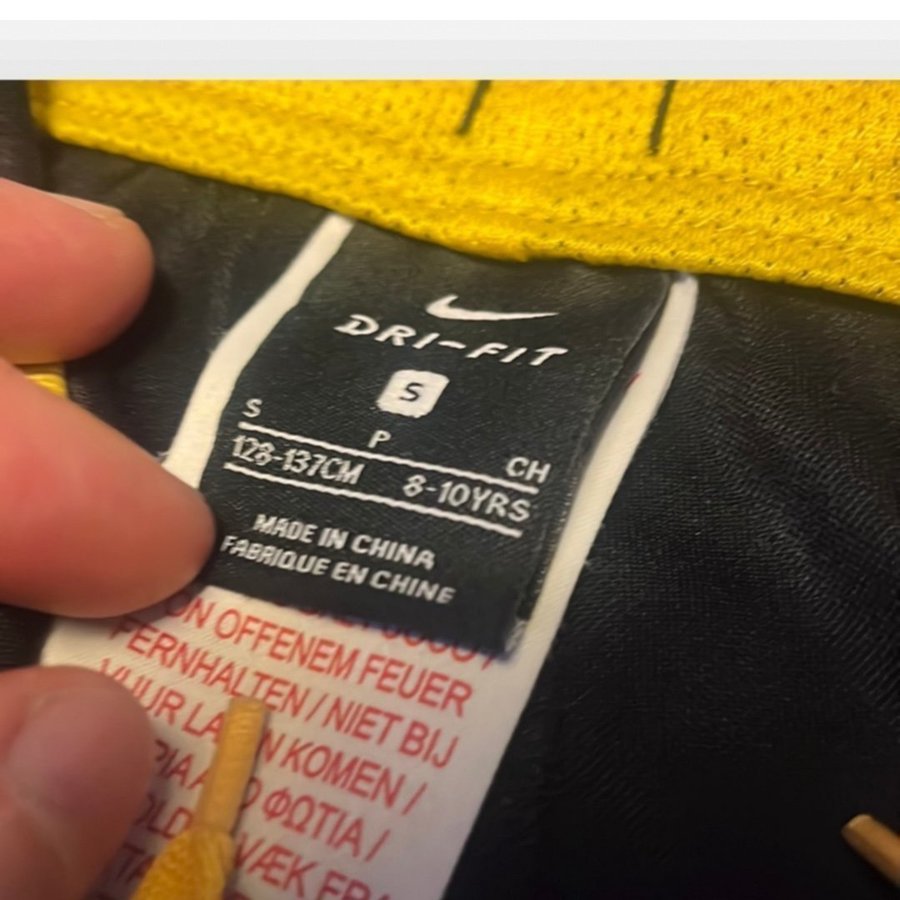 DRI-FIT
S
S P CH
128-137CM 8-10YRS
MADE IN CHINA
FABRIQUE EN CHINE
OFFENEM FEUER
FERNHALTEN / NIET BIJ
KOMEN /
ΦΩΤΙΑ /
VÆK